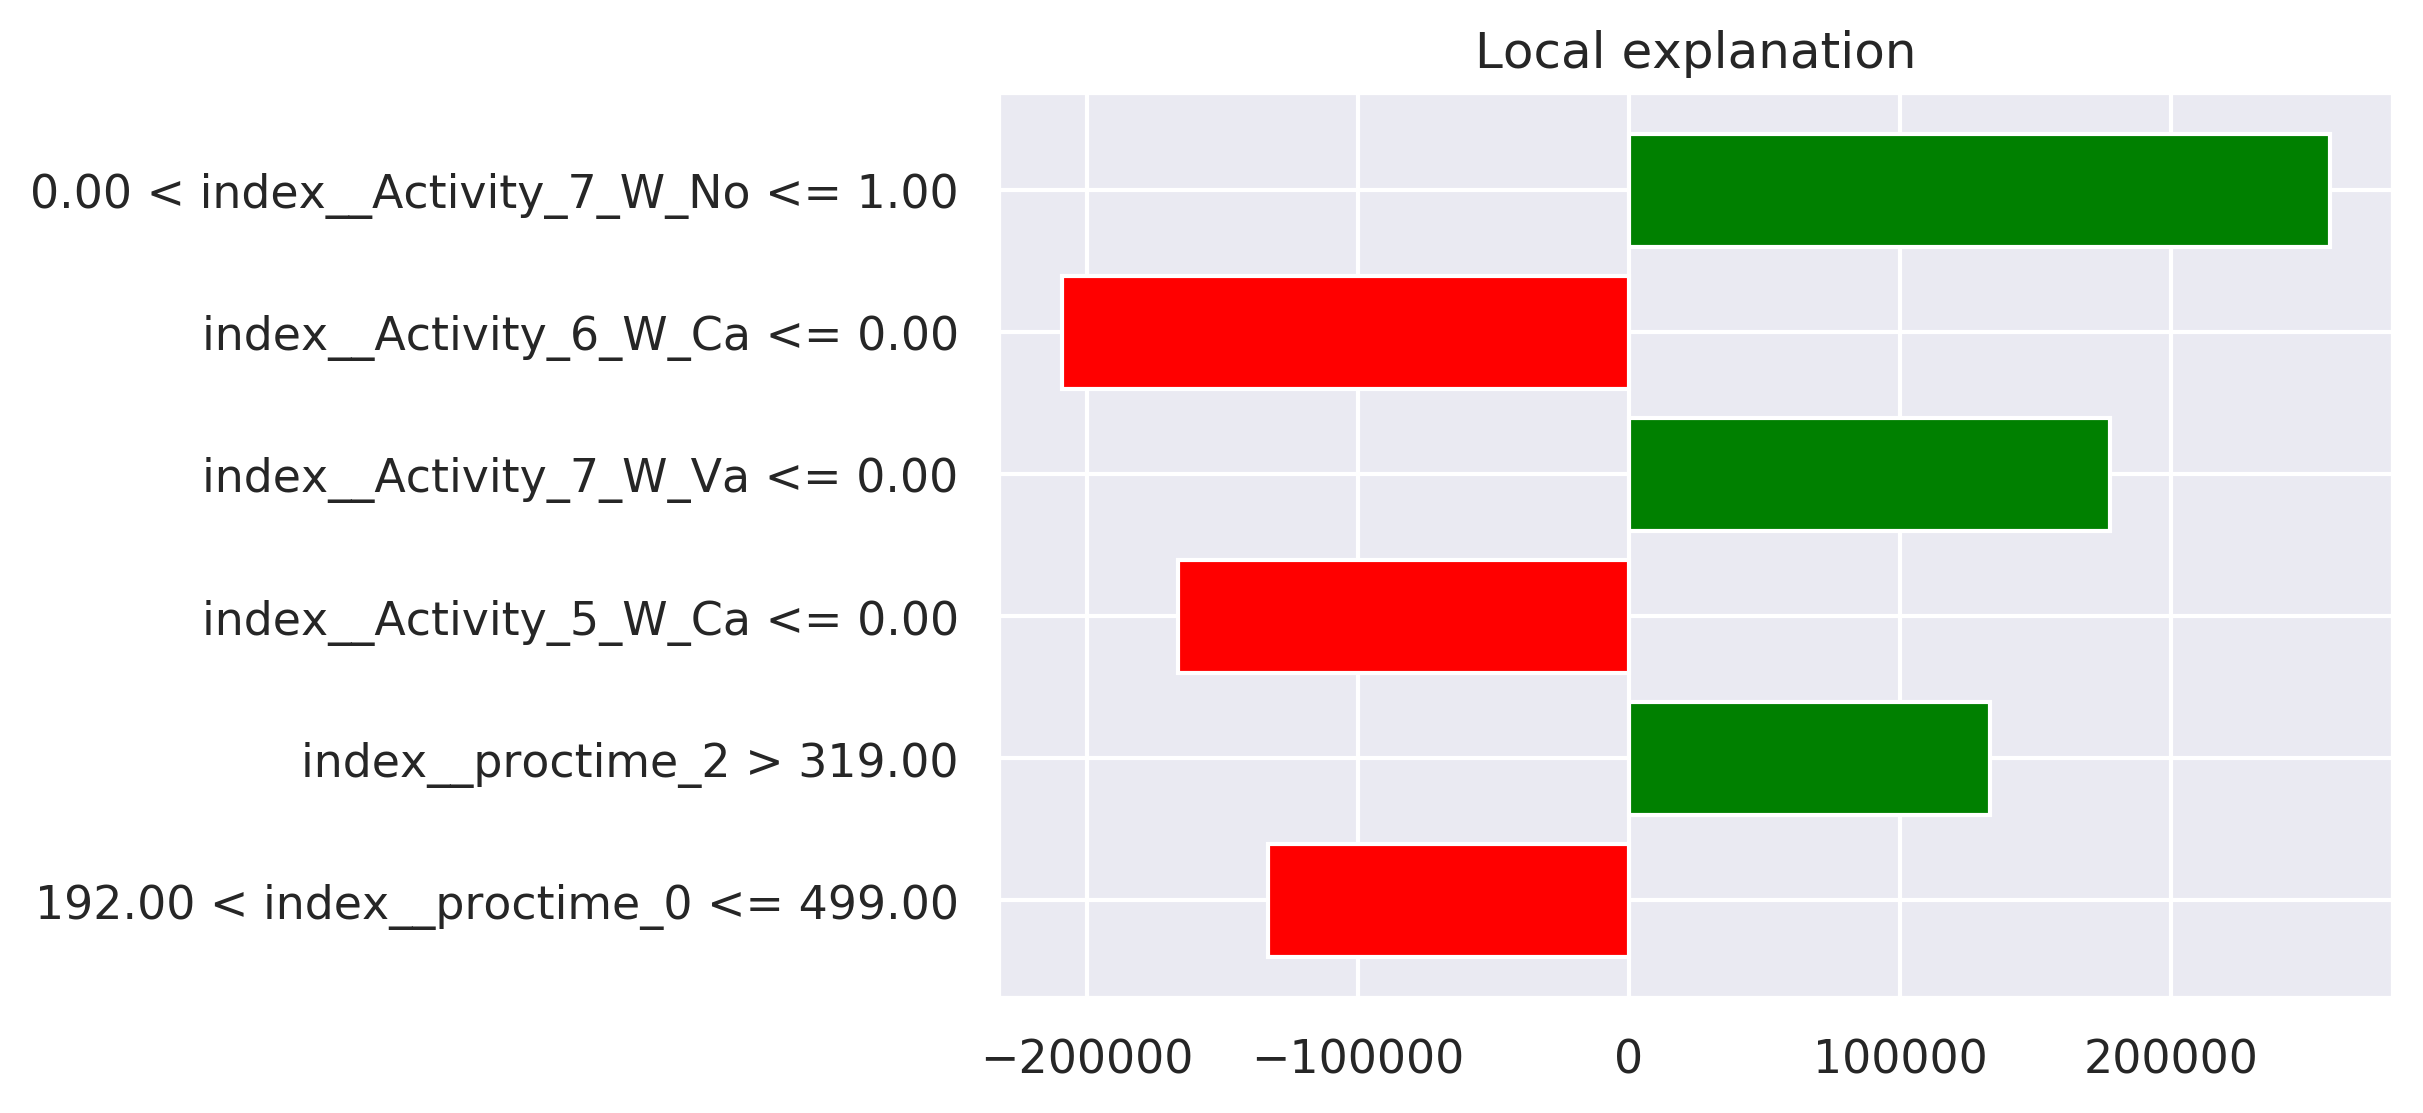 Local explanation
0.00 < index__Activity_7_W_No <= 1.00
index__Activity_6_W_Ca <= 0.00
index__Activity_7_W_Va <= 0.00
index__Activity_5_W_Ca <= 0.00
index__proctime_2 > 319.00
192.00 < index__proctime_0 <= 499.00
−200000 −100000 0 100000 200000